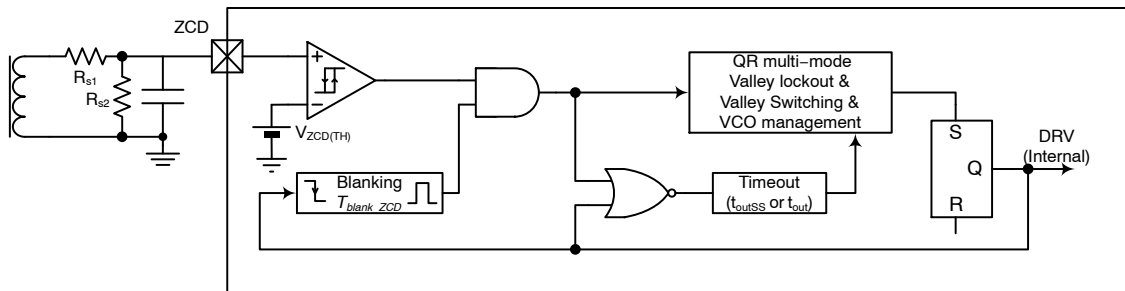 ZCD
Rs1
Rs2
+
−
VZCD(TH)
Blanking
Tblank_ZCD
QR multi−mode
Valley lockout &
Valley Switching &
VCO management
Timeout
(toutSS or tout)
S
Q
R
DRV
(Internal)